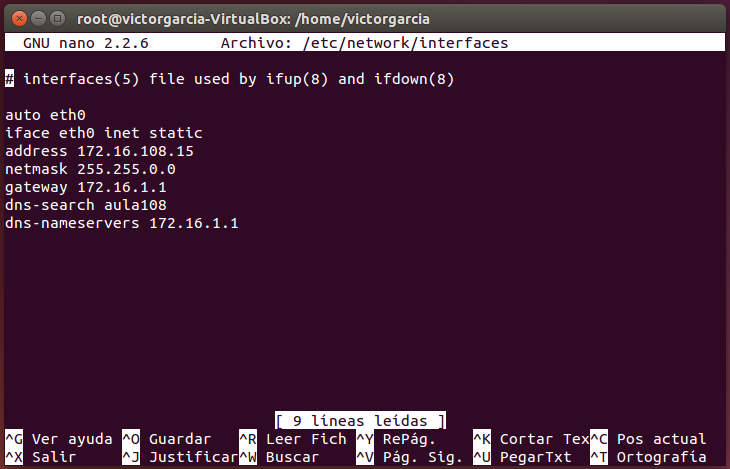 root@victorgarcia-VirtualBox: /home/victorgarcia
GNU nano 2.2.6 Archivo: /etc/network/interfaces
# interfaces(5) file used by ifup(8) and ifdown(8)
auto eth0
iface eth0 inet static
address 172.16.108.15
netmask 255.255.0.0
gateway 172.16.1.1
dns-search aula108
dns-nameservers 172.16.1.1
[ 9 líneas leídas ]
^G Ver ayuda ^O Guardar ^R Leer Fich ^Y RePág. ^K Cortar Tex ^C Pos actual
^X Salir ^J Justificar ^W Buscar ^V Pág. Sig. ^U PegarTxt ^T Ortografía